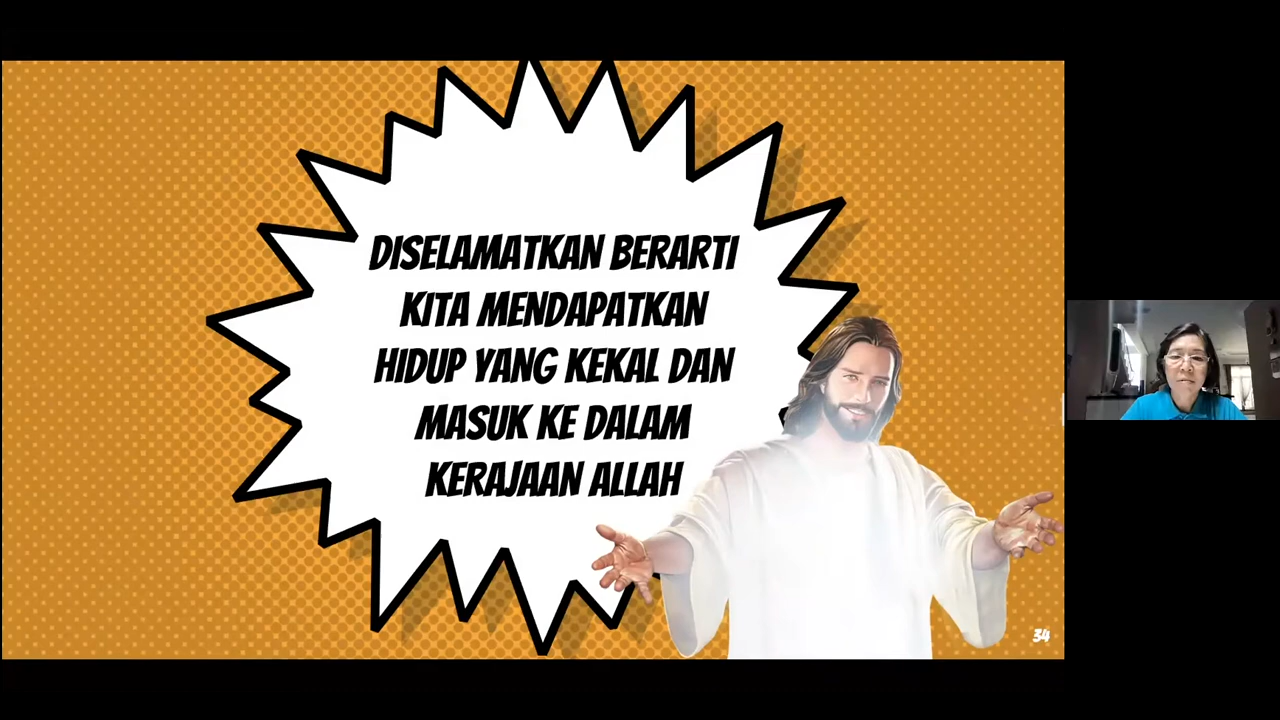 DISELAMATKAN BERARTI
KITA MENDAPATKAN
HIDUP YANG KEKAL DAN
MASUK KE DALAM
KERAJAAN ALLAH
34